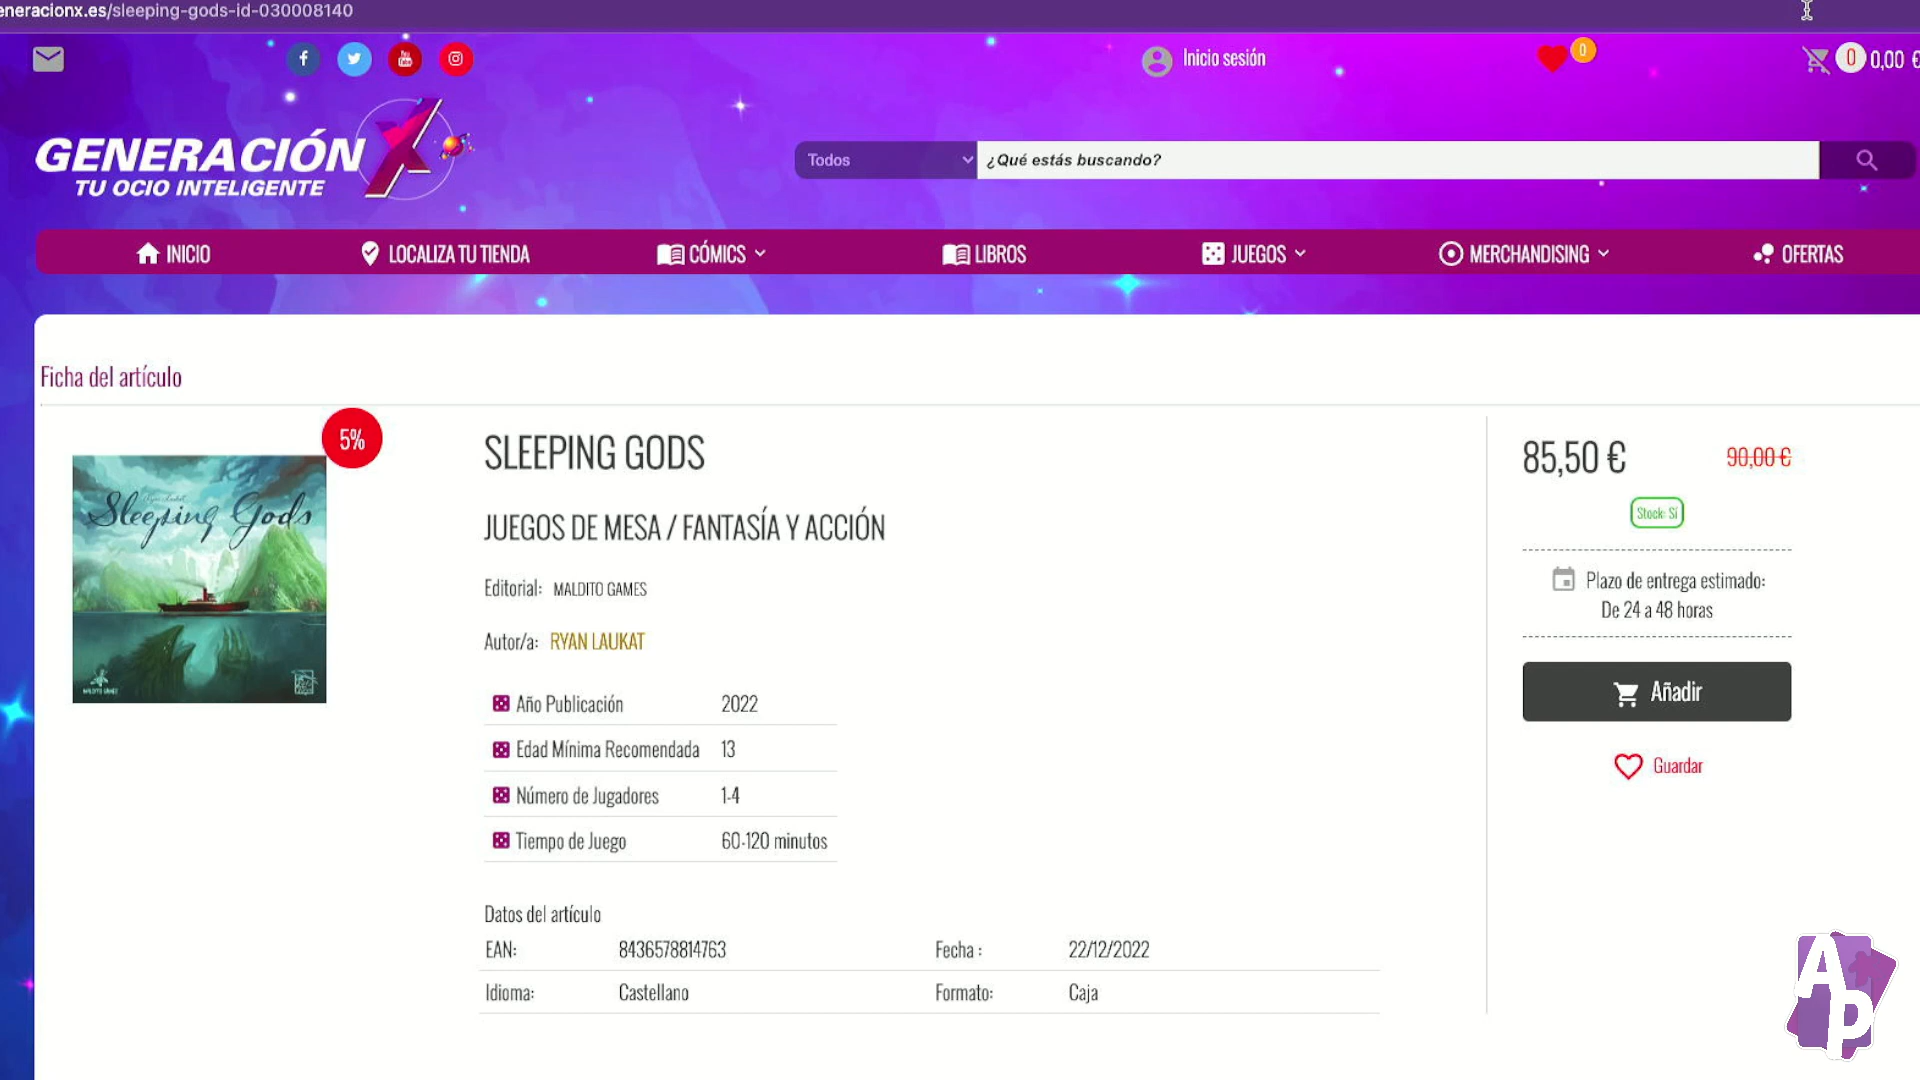 eneracionx.es/sleeping-gods-id-030008140
Inicio sesión
0
0
0,00 €
GENERACIÓN X
TU OCIO INTELIGENTE
Todos
¿Qué estás buscando?
INICIO
LOCALIZA TU TIENDA
CÓMICS
LIBROS
JUEGOS
MERCHANDISING
OFERTAS
Ficha del artículo
5%
Sleeping Gods
MALDITO GAMES
SLEEPING GODS
JUEGOS DE MESA / FANTASÍA Y ACCIÓN
Editorial: MALDITO GAMES
Autor/a: RYAN LAUKAT
Año Publicación 2022
Edad Mínima Recomendada 13
Número de Jugadores 1-4
Tiempo de Juego 60-120 minutos
Datos del artículo
EAN: 8436578814763 Fecha : 22/12/2022
Idioma: Castellano Formato: Caja
85,50 €
90,00 €
Stock: Sí
Plazo de entrega estimado:
De 24 a 48 horas
Añadir
Guardar
AP